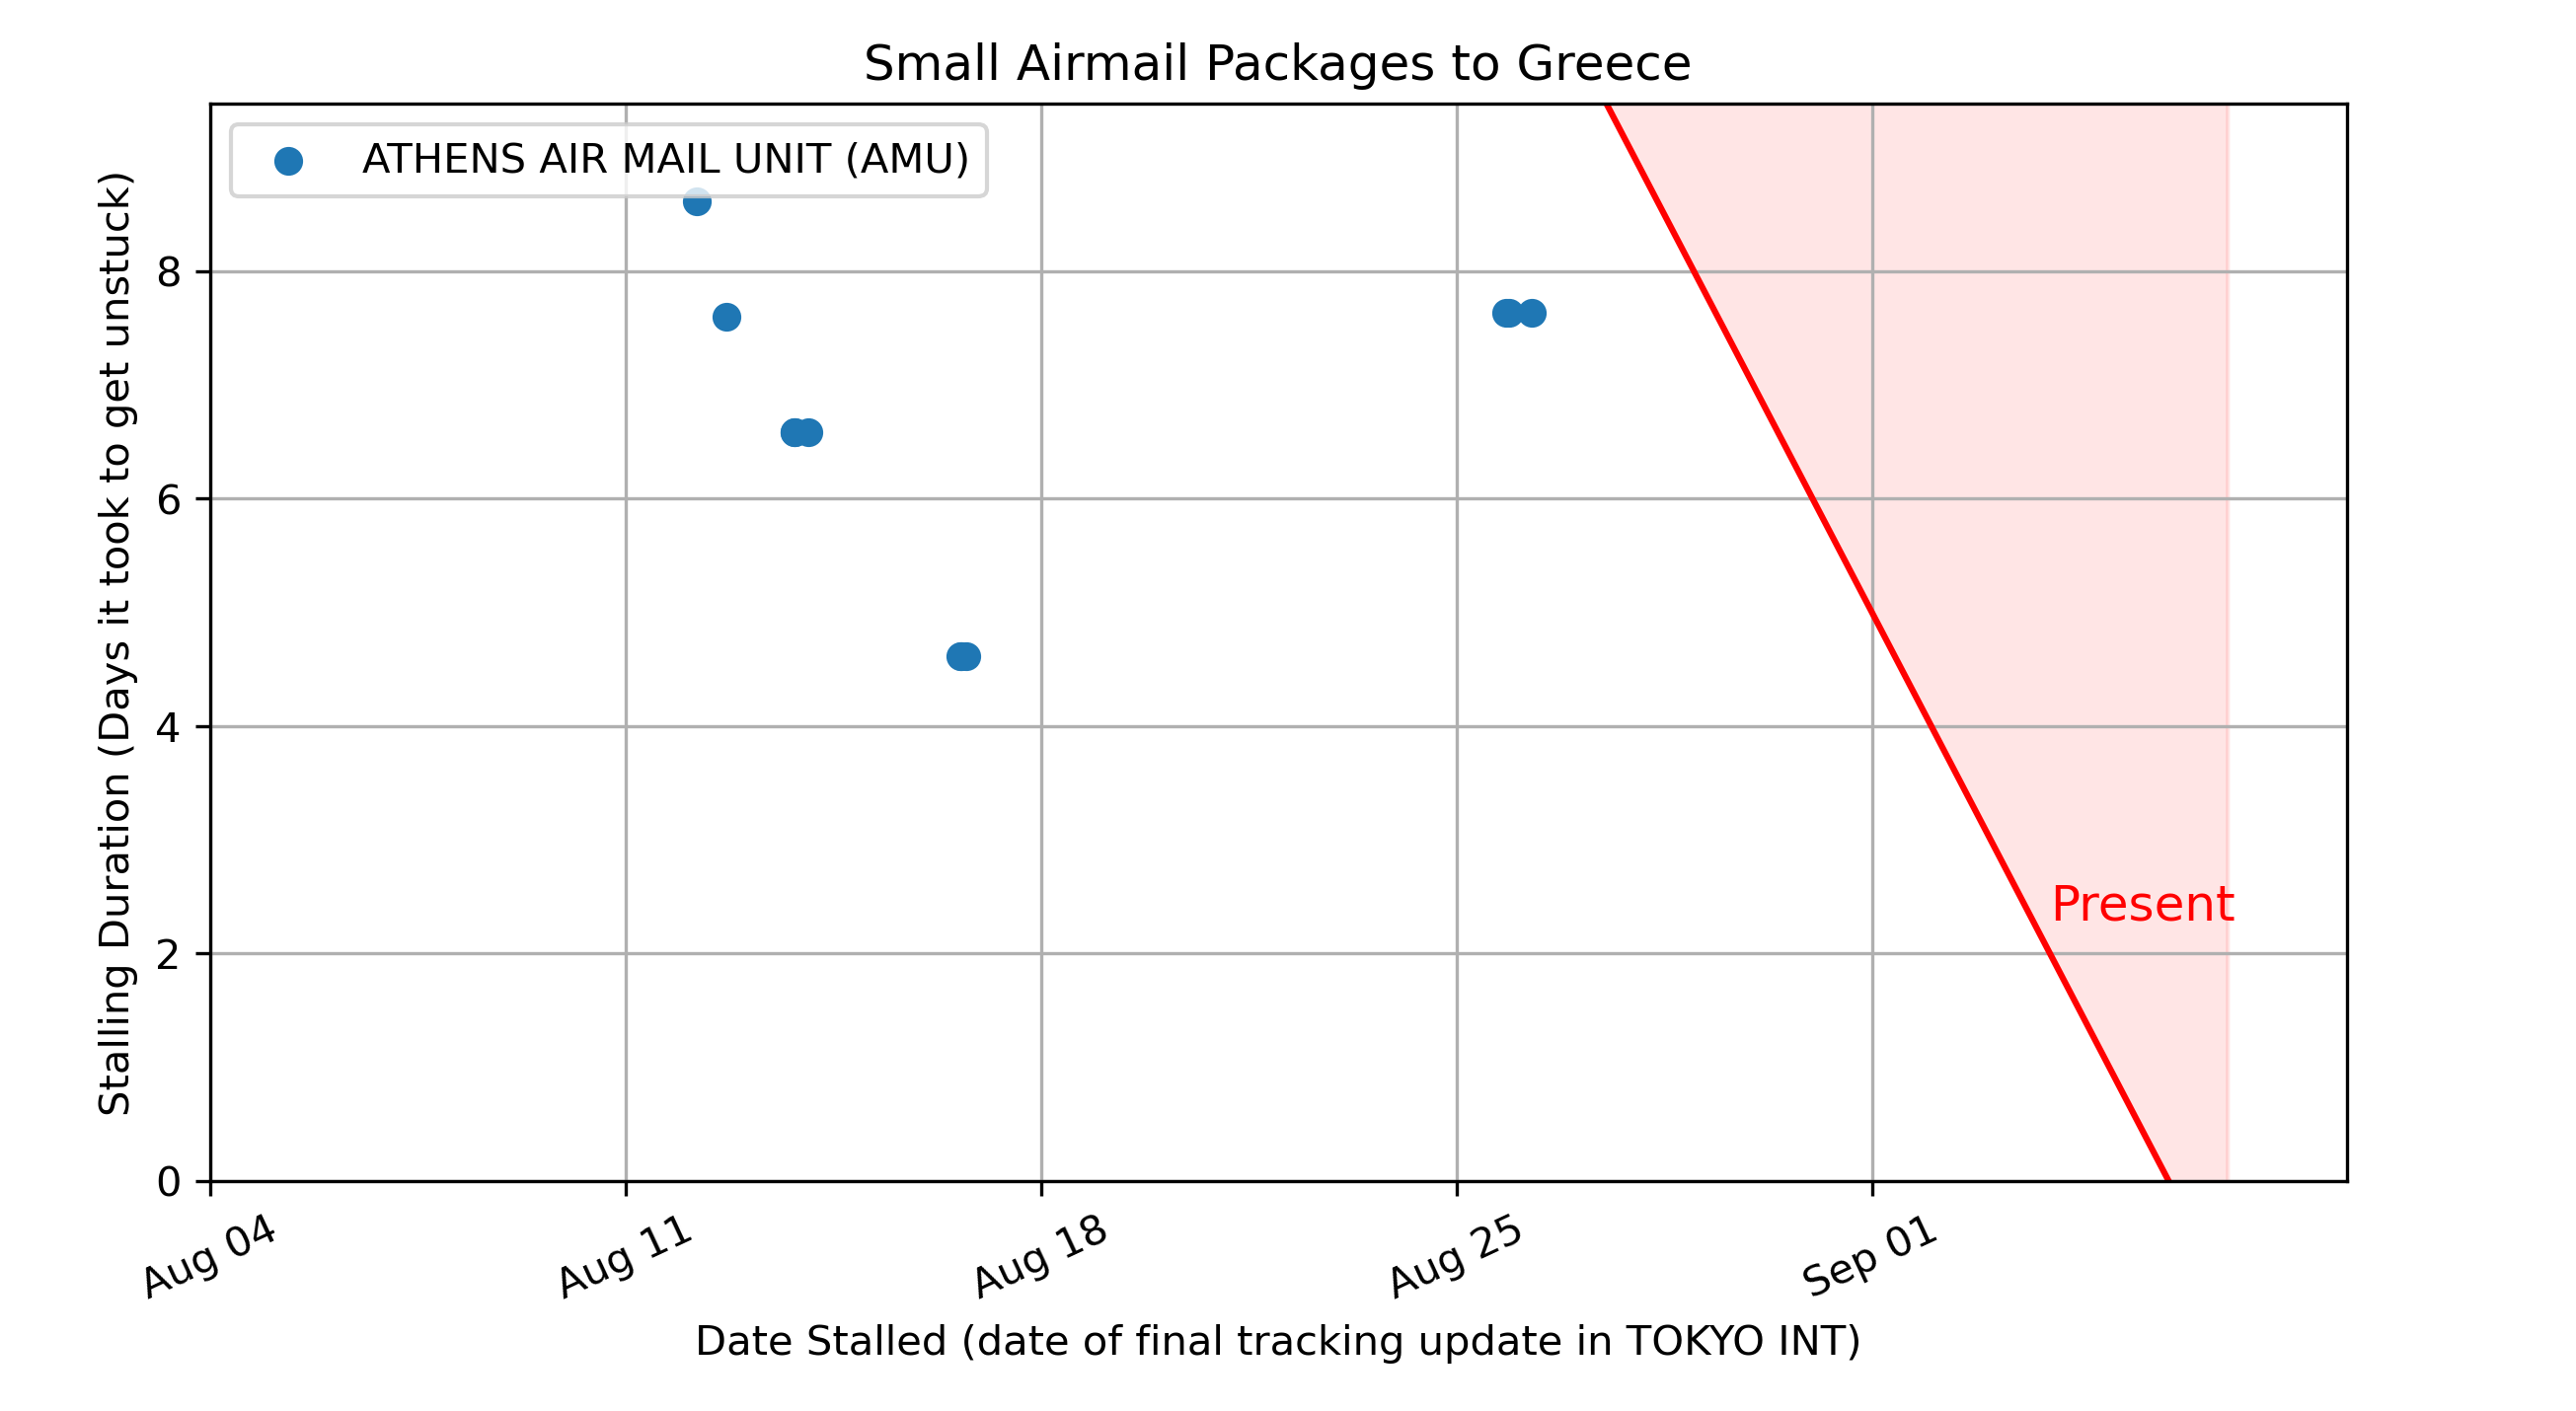 Small Airmail Packages to Greece
ATHENS AIR MAIL UNIT (AMU)
Stalling Duration (Days it took to get unstuck)
8
6
4
2
0
Present
Aug 04
Aug 11
Aug 18
Aug 25
Sep 01
Date Stalled (date of final tracking update in TOKYO INT)